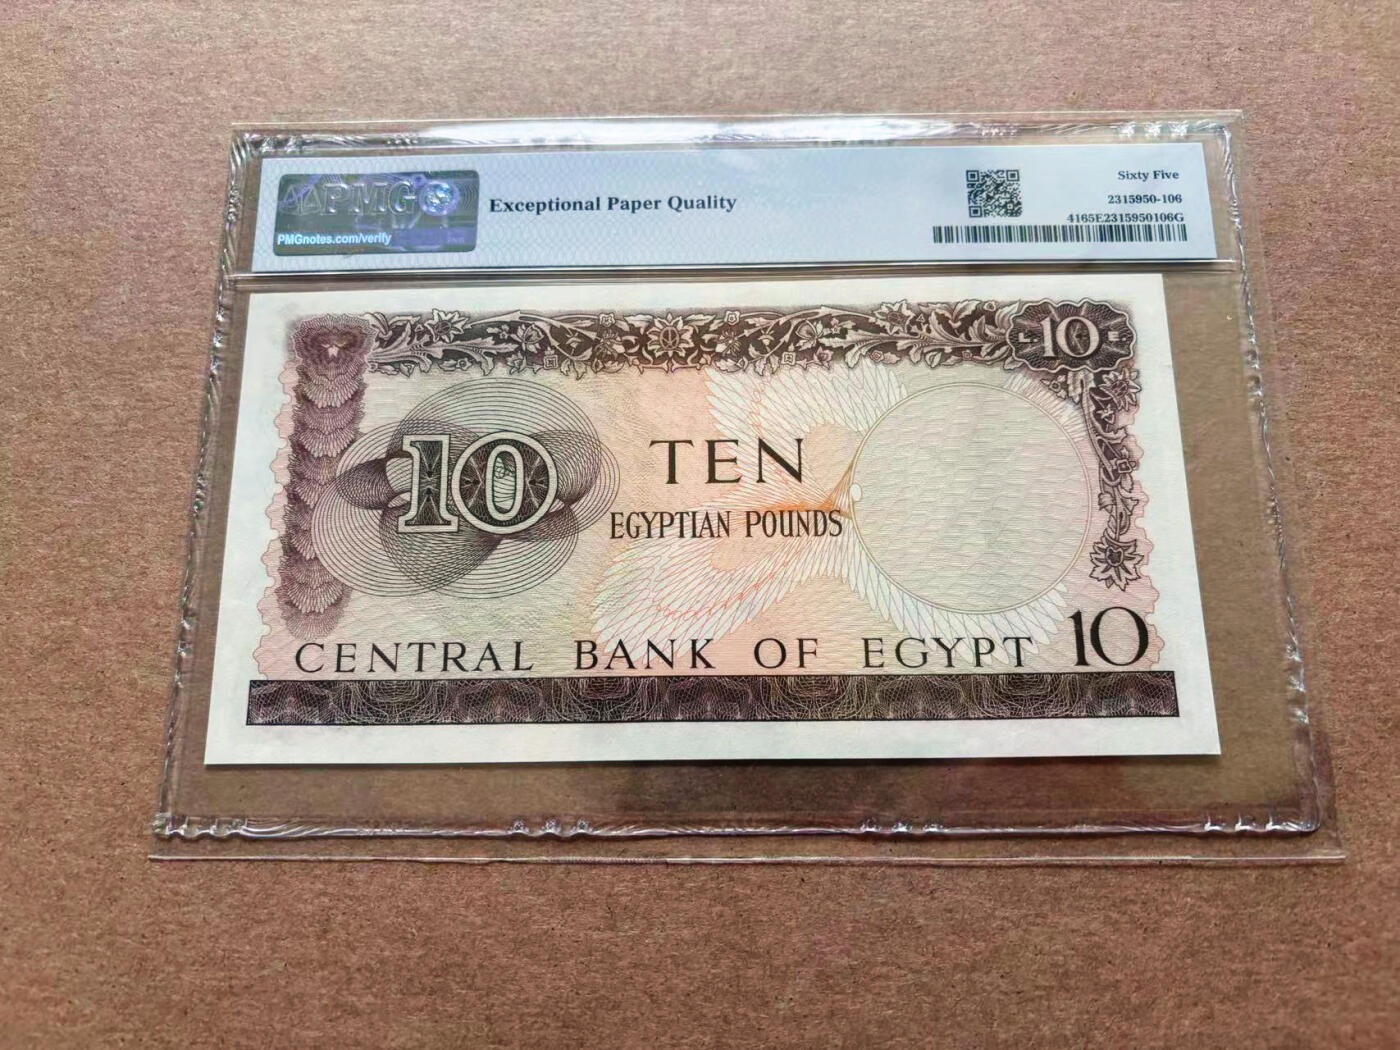 PMG
PMGnotes.com/verify
Exceptional Paper Quality
Sixty Five
2315950-106
4165E2315950106G
L. 10 E.
10
TEN
EGYPTIAN POUNDS
CENTRAL BANK OF EGYPT 10